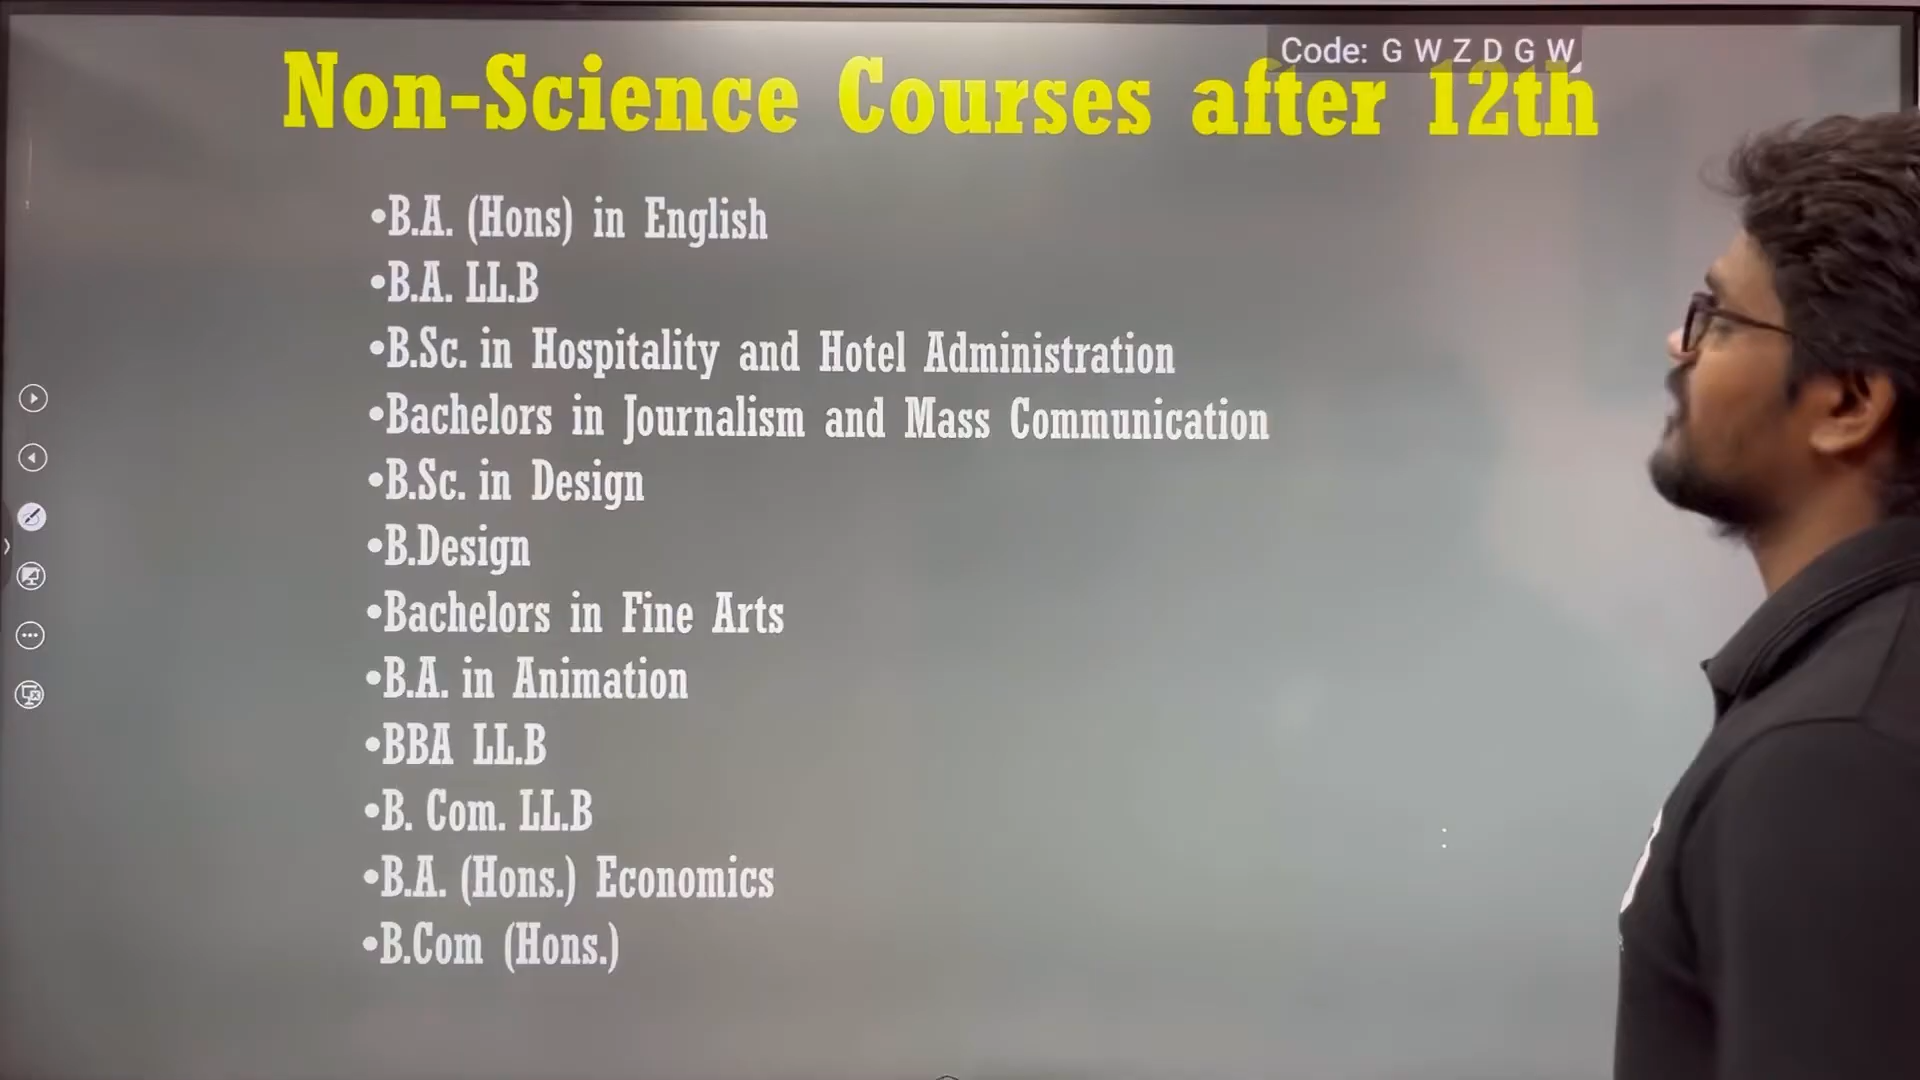 Code: G W Z D G W
Non-Science Courses after 12th
•B.A. (Hons) in English
•B.A. LL.B
•B.Sc. in Hospitality and Hotel Administration
•Bachelors in Journalism and Mass Communication
•B.Sc. in Design
•B.Design
•Bachelors in Fine Arts
•B.A. in Animation
•BBA LL.B
•B. Com. LL.B
•B.A. (Hons.) Economics
•B.Com (Hons.)